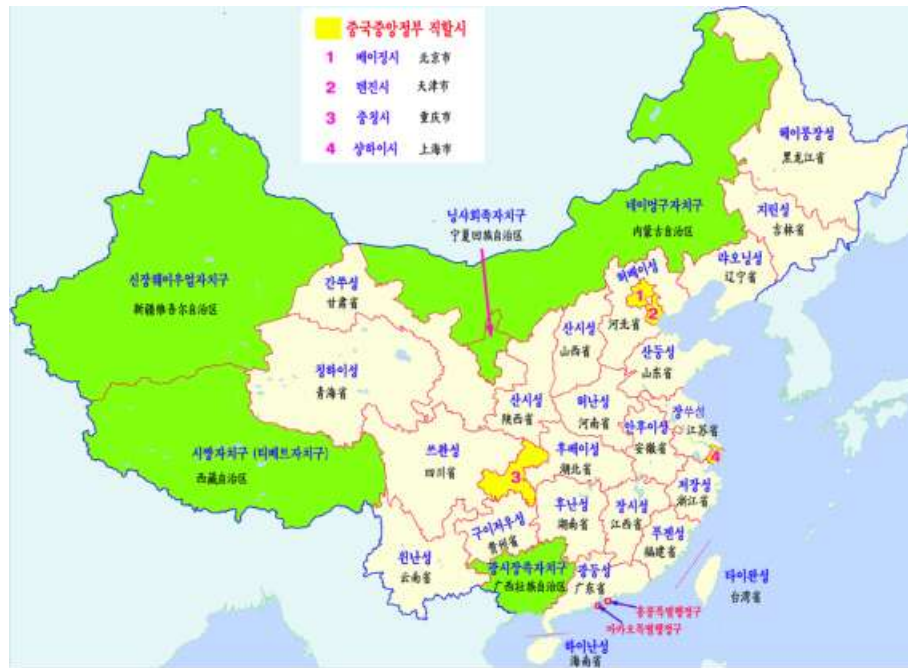 중국중앙정부 직할시
1 베이징시 北京市
2 톈진시 天津市
3 충칭시 重庆市
4 상하이시 上海市
헤이룽장성
黑龙江省
지린성
吉林省
랴오닝성
辽宁省
네이멍구자치구
内蒙古自治区
닝샤회족자치구
宁夏回族自治区
신장웨이우얼자치구
新疆维吾尔自治区
간쑤성
甘肃省
칭하이성
青海省
시짱자치구 (티베트자치구)
西藏自治区
허베이성
1
2
河北省
산시성
山西省
산둥성
山东省
산시성
陕西省
허난성
河南省
장쑤성
江苏省
안후이성
安徽省
4
쓰촨성
四川省
3
후베이성
湖北省
저장성
浙江省
후난성
湖南省
장시성
江西省
푸젠성
福建省
구이저우성
贵州省
윈난성
云南省
광시장족자치구
广西壮族自治区
광둥성
广东省
타이완성
台湾省
홍콩특별행정구
마카오특별행정구
하이난성
海南省